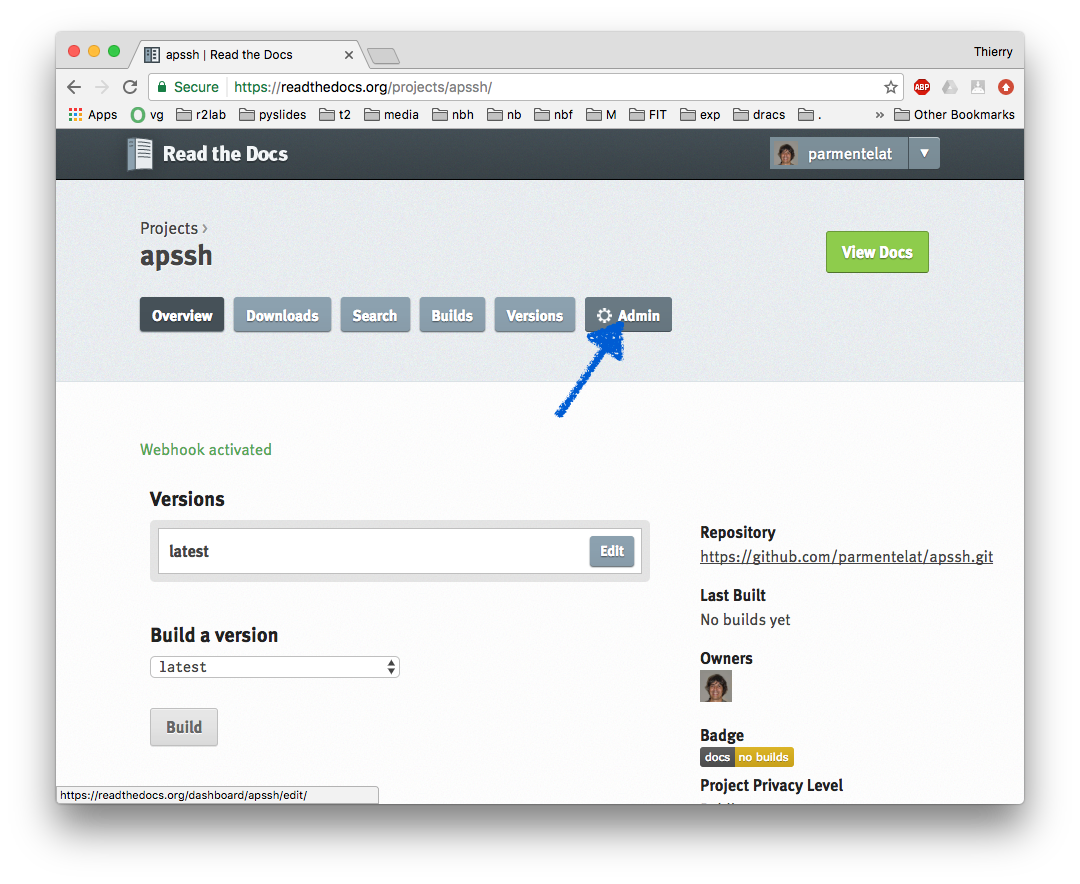 apssh | Read the Docs
Thierry
Secure https://readthedocs.org/projects/apssh/
ABP
Apps vg r2lab pyslides t2 media nbh nb nbf M FIT exp dracs . » Other Bookmarks
Read the Docs
parmentelat
Projects ›
apssh
View Docs
Overview Downloads Search Builds Versions Admin
Webhook activated
Versions
latest Edit
Repository
https://github.com/parmentelat/apssh.git
Last Built
No builds yet
Build a version
latest
Owners
Build
Badge
docs no builds
Project Privacy Level
https://readthedocs.org/dashboard/apssh/edit/